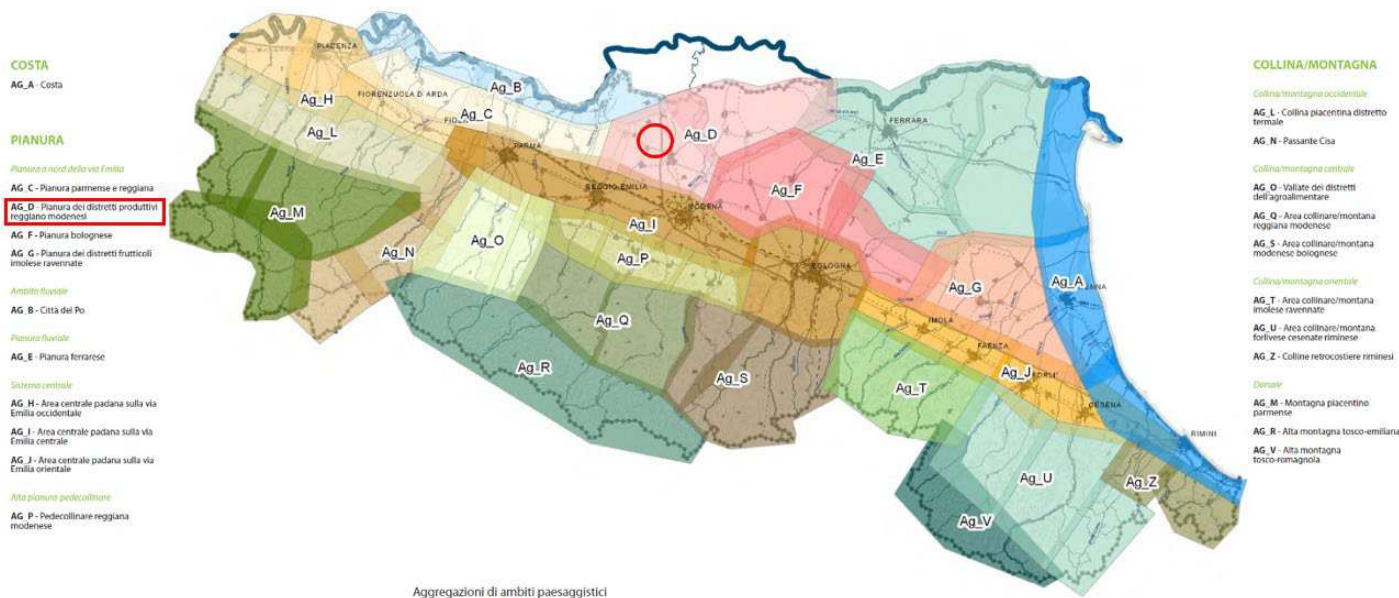 COSTA
AG_A - Costa
PIANURA
Pianura a nord della via Emilia
AG_C - Pianura parmense e reggiana
AG_D - Pianura dei distretti produttivi
reggiano modenesi
AG_F - Pianura bolognese
AG_G - Pianura dei distretti frutticoli
imolese ravennate
Ambito fluviale
AG_B - Città del Po
Pianura fluviale
AG_E - Pianura ferrarese
Sistema centrale
AG_H - Area centrale padana sulla via
Emilia occidentale
AG_I - Area centrale padana sulla via
Emilia centrale
AG_J - Area centrale padana sulla via
Emilia orientale
Alta pianura pedecollinare
AG_P - Pedecollinare reggiana
modenese
PIACENZA
Ag_B
Ag_H
FIORENZUOLA D'ARDA
Ag_C
Ag_L
PARMA
Ag_D
FERRARA
Ag_E
REGGIO EMILIA
Ag_F
Ag_M
Ag_I
Ag_N
Ag_O
Ag_P
BOLOGNA
Ag_A
Ag_G
Ag_Q
IMOLA
FAENZA
Ag_R
Ag_S
Ag_T
Ag_J
CESENA
RIMINI
Ag_U
Ag_Z
Ag_V
COLLINA/MONTAGNA
Collina/montagna occidentale
AG_L - Collina piacentina distretto
termale
AG_N - Passante Cisa
Collina/montagna centrale
AG_O - Vallate dei distretti
dell'agroalimentare
AG_Q - Area collinare/montana
reggiana modenese
AG_S - Area collinare/montana
modenese bolognese
Collina/montagna orientale
AG_T - Area collinare/montana
imolese ravennate
AG_U - Area collinare/montana
forlivese cesenate riminese
AG_Z - Colline retrocostiere riminesi
Dorsale
AG_M - Montagna piacentino
parmense
AG_R - Alta montagna tosco-emiliana
AG_V - Alta montagna
tosco-romagnola
Aggregazioni di ambiti paesaggistici